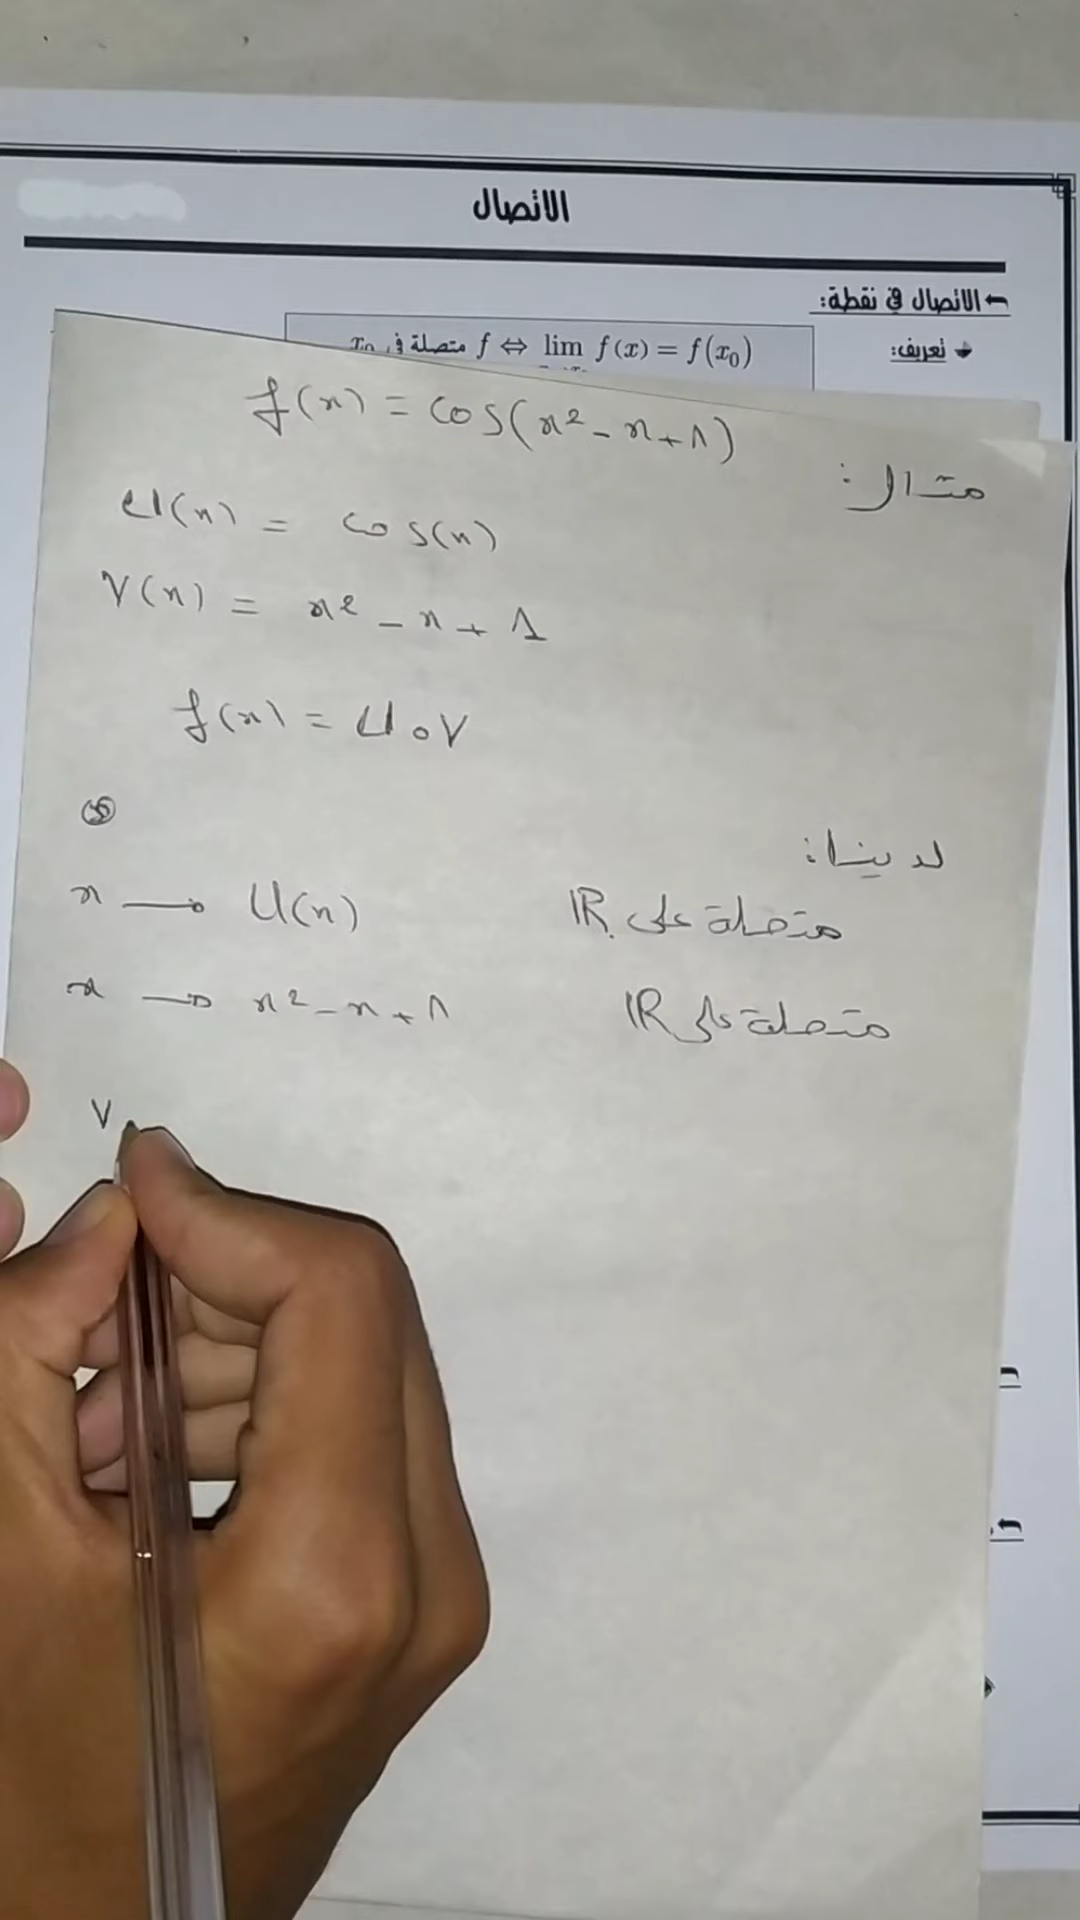 الاتصال
الاتصال في نقطة:
تعريف:
f متصلة في x₀ ⇔ lim f(x) = f(x₀)
f(x) = cos(x² - x + 1)
مثال:
U(x) = cos(x)
V(x) = x² - x + 1
f(x) = U o V
لدينا:
x → U(x) متصلة على IR
x → x² - x + 1 متصلة على IR
V